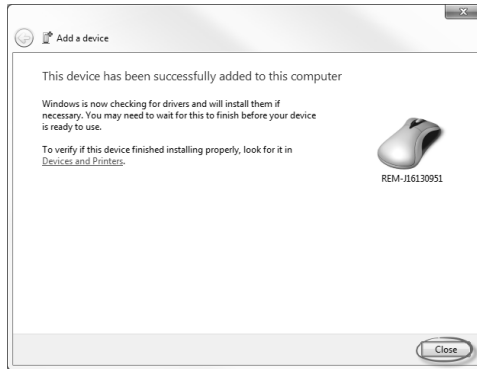 Add a device
This device has been successfully added to this computer
Windows is now checking for drivers and will install them if
necessary. You may need to wait for this to finish before your device
is ready to use.
To verify if this device finished installing properly, look for it in
Devices and Printers.
REM-J16130951
Close